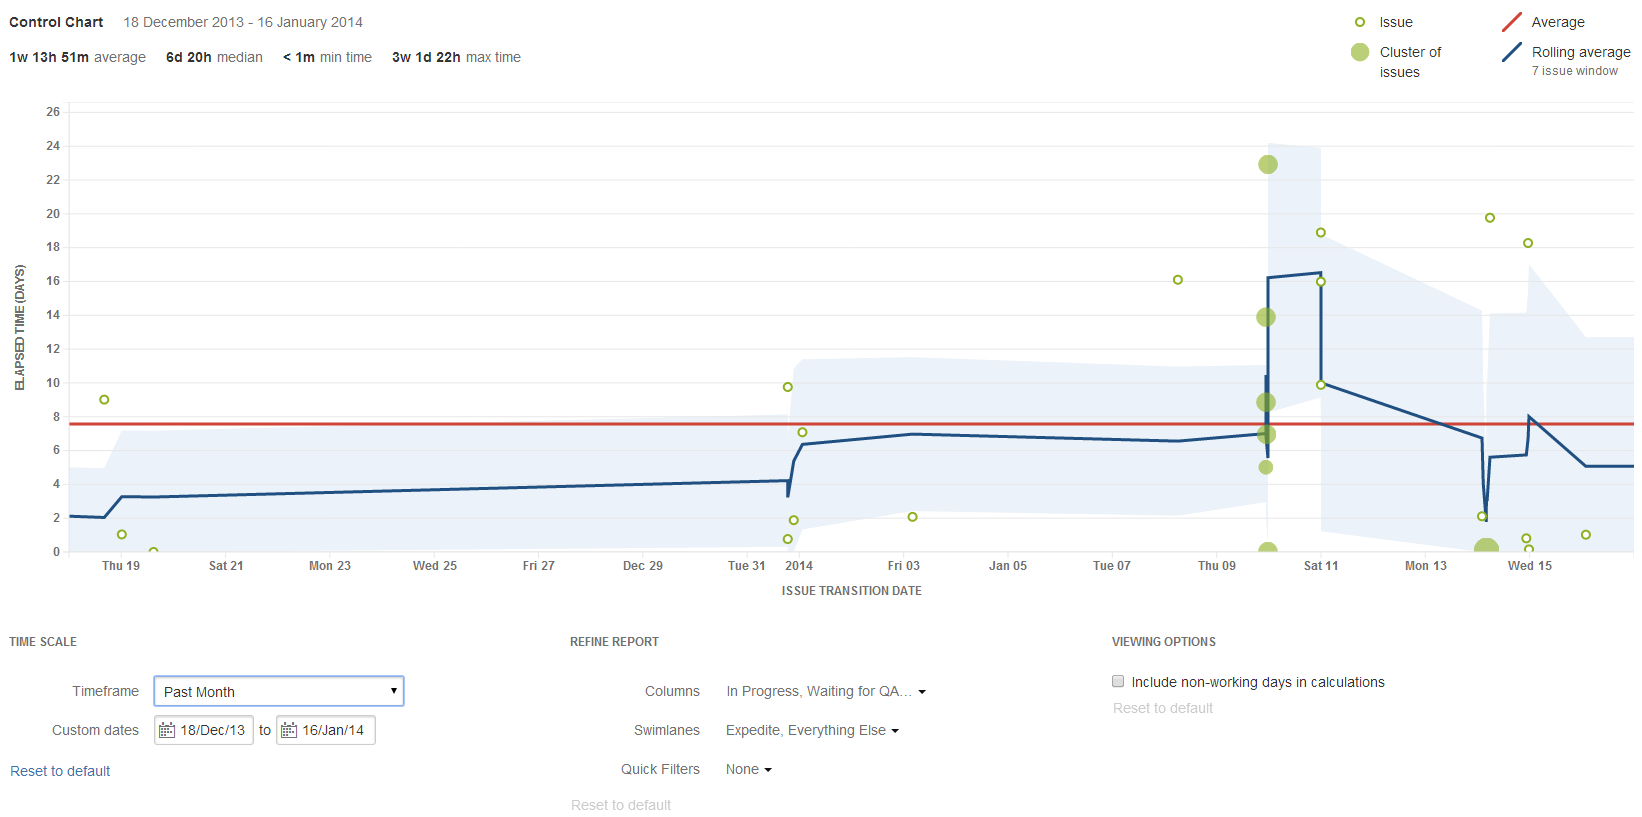 Control Chart 18 December 2013 - 16 January 2014
1w 13h 51m average 6d 20h median < 1m min time 3w 1d 22h max time
Issue
Cluster of
issues
Average
Rolling average
7 issue window
26
24
22
20
18
16
14
12
10
8
6
4
2
0
ELAPSED TIME (DAYS)
Thu 19 Sat 21 Mon 23 Wed 25 Fri 27 Dec 29 Tue 31 2014 Fri 03 Jan 05 Tue 07 Thu 09 Sat 11 Mon 13 Wed 15
ISSUE TRANSITION DATE
TIME SCALE
Timeframe Past Month
Custom dates 18/Dec/13 to 16/Jan/14
Reset to default
REFINE REPORT
Columns In Progress, Waiting for QA...
Swimlanes Expedite, Everything Else
Quick Filters None
Reset to default
VIEWING OPTIONS
Include non-working days in calculations
Reset to default